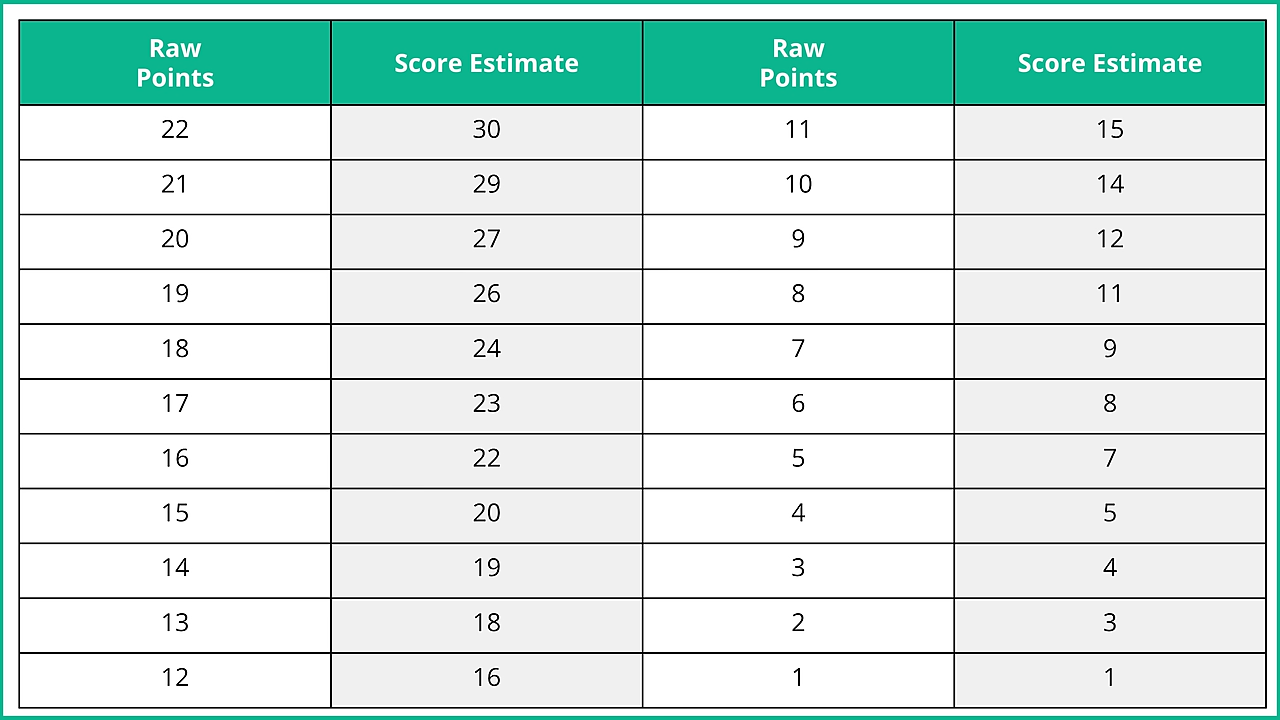 Raw Points Score Estimate Raw Points Score Estimate
22 30 11 15
21 29 10 14
20 27 9 12
19 26 8 11
18 24 7 9
17 23 6 8
16 22 5 7
15 20 4 5
14 19 3 4
13 18 2 3
12 16 1 1